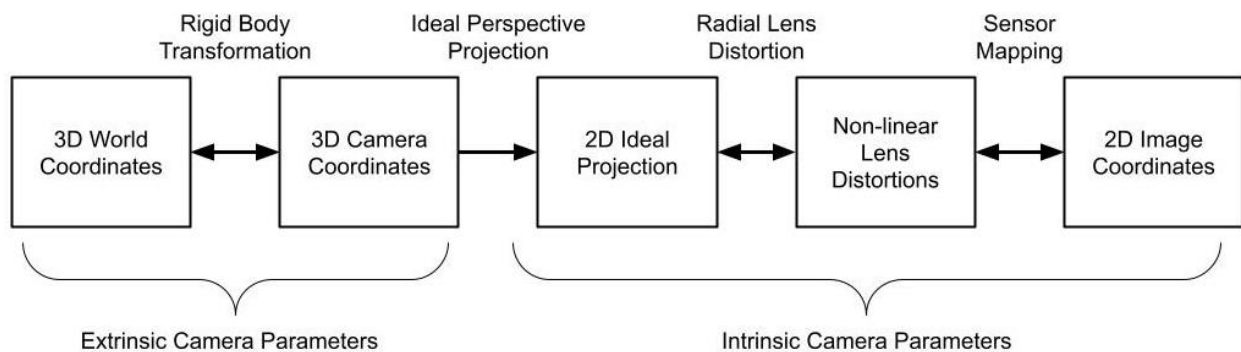 Rigid Body
Transformation
Ideal Perspective
Projection
Radial Lens
Distortion
Sensor
Mapping
3D World
Coordinates
3D Camera
Coordinates
2D Ideal
Projection
Non-linear
Lens
Distortions
2D Image
Coordinates
Extrinsic Camera Parameters
Intrinsic Camera Parameters